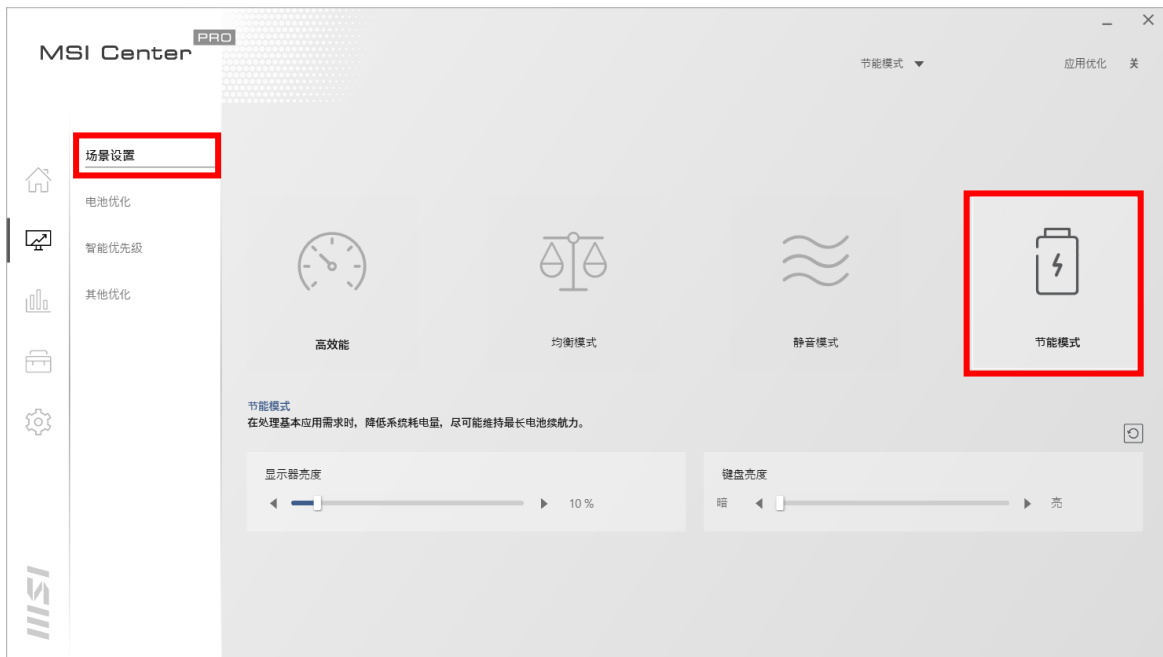 MSI Center PRO
节能模式
应用优化 关
场景设置
电池优化
智能优先级
其他优化
高效能
均衡模式
静音模式
节能模式
节能模式
在处理基本应用需求时，降低系统耗电量，尽可能维持最长电池续航力。
显示器亮度
10 %
键盘亮度
暗
亮
msi